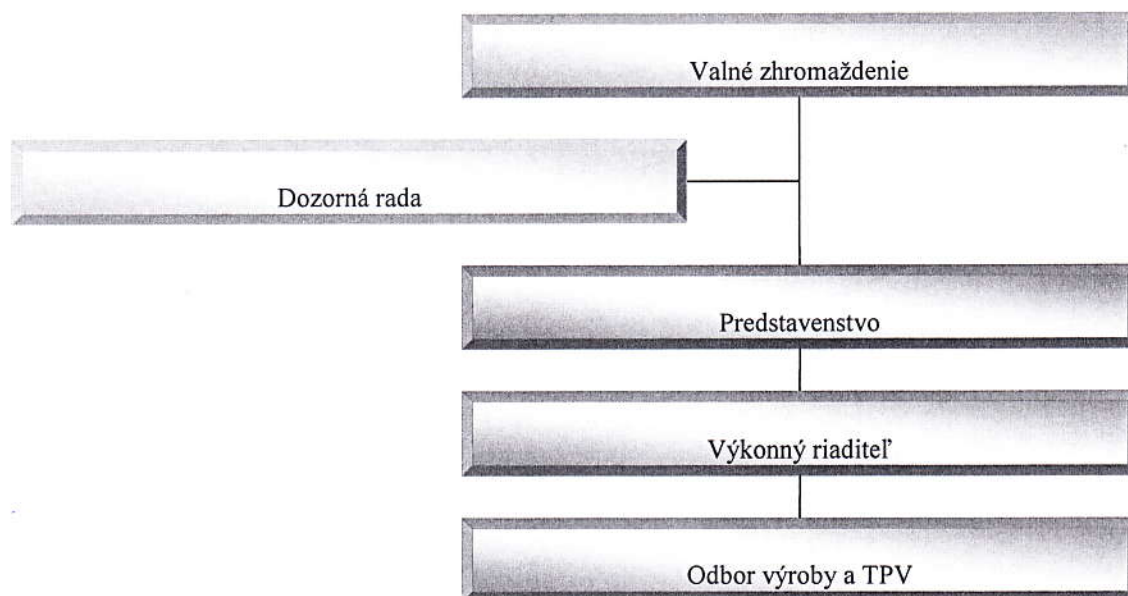 Valné zhromaždenie
Dozorná rada
Predstavenstvo
Výkonný riaditeľ
Odbor výroby a TPV